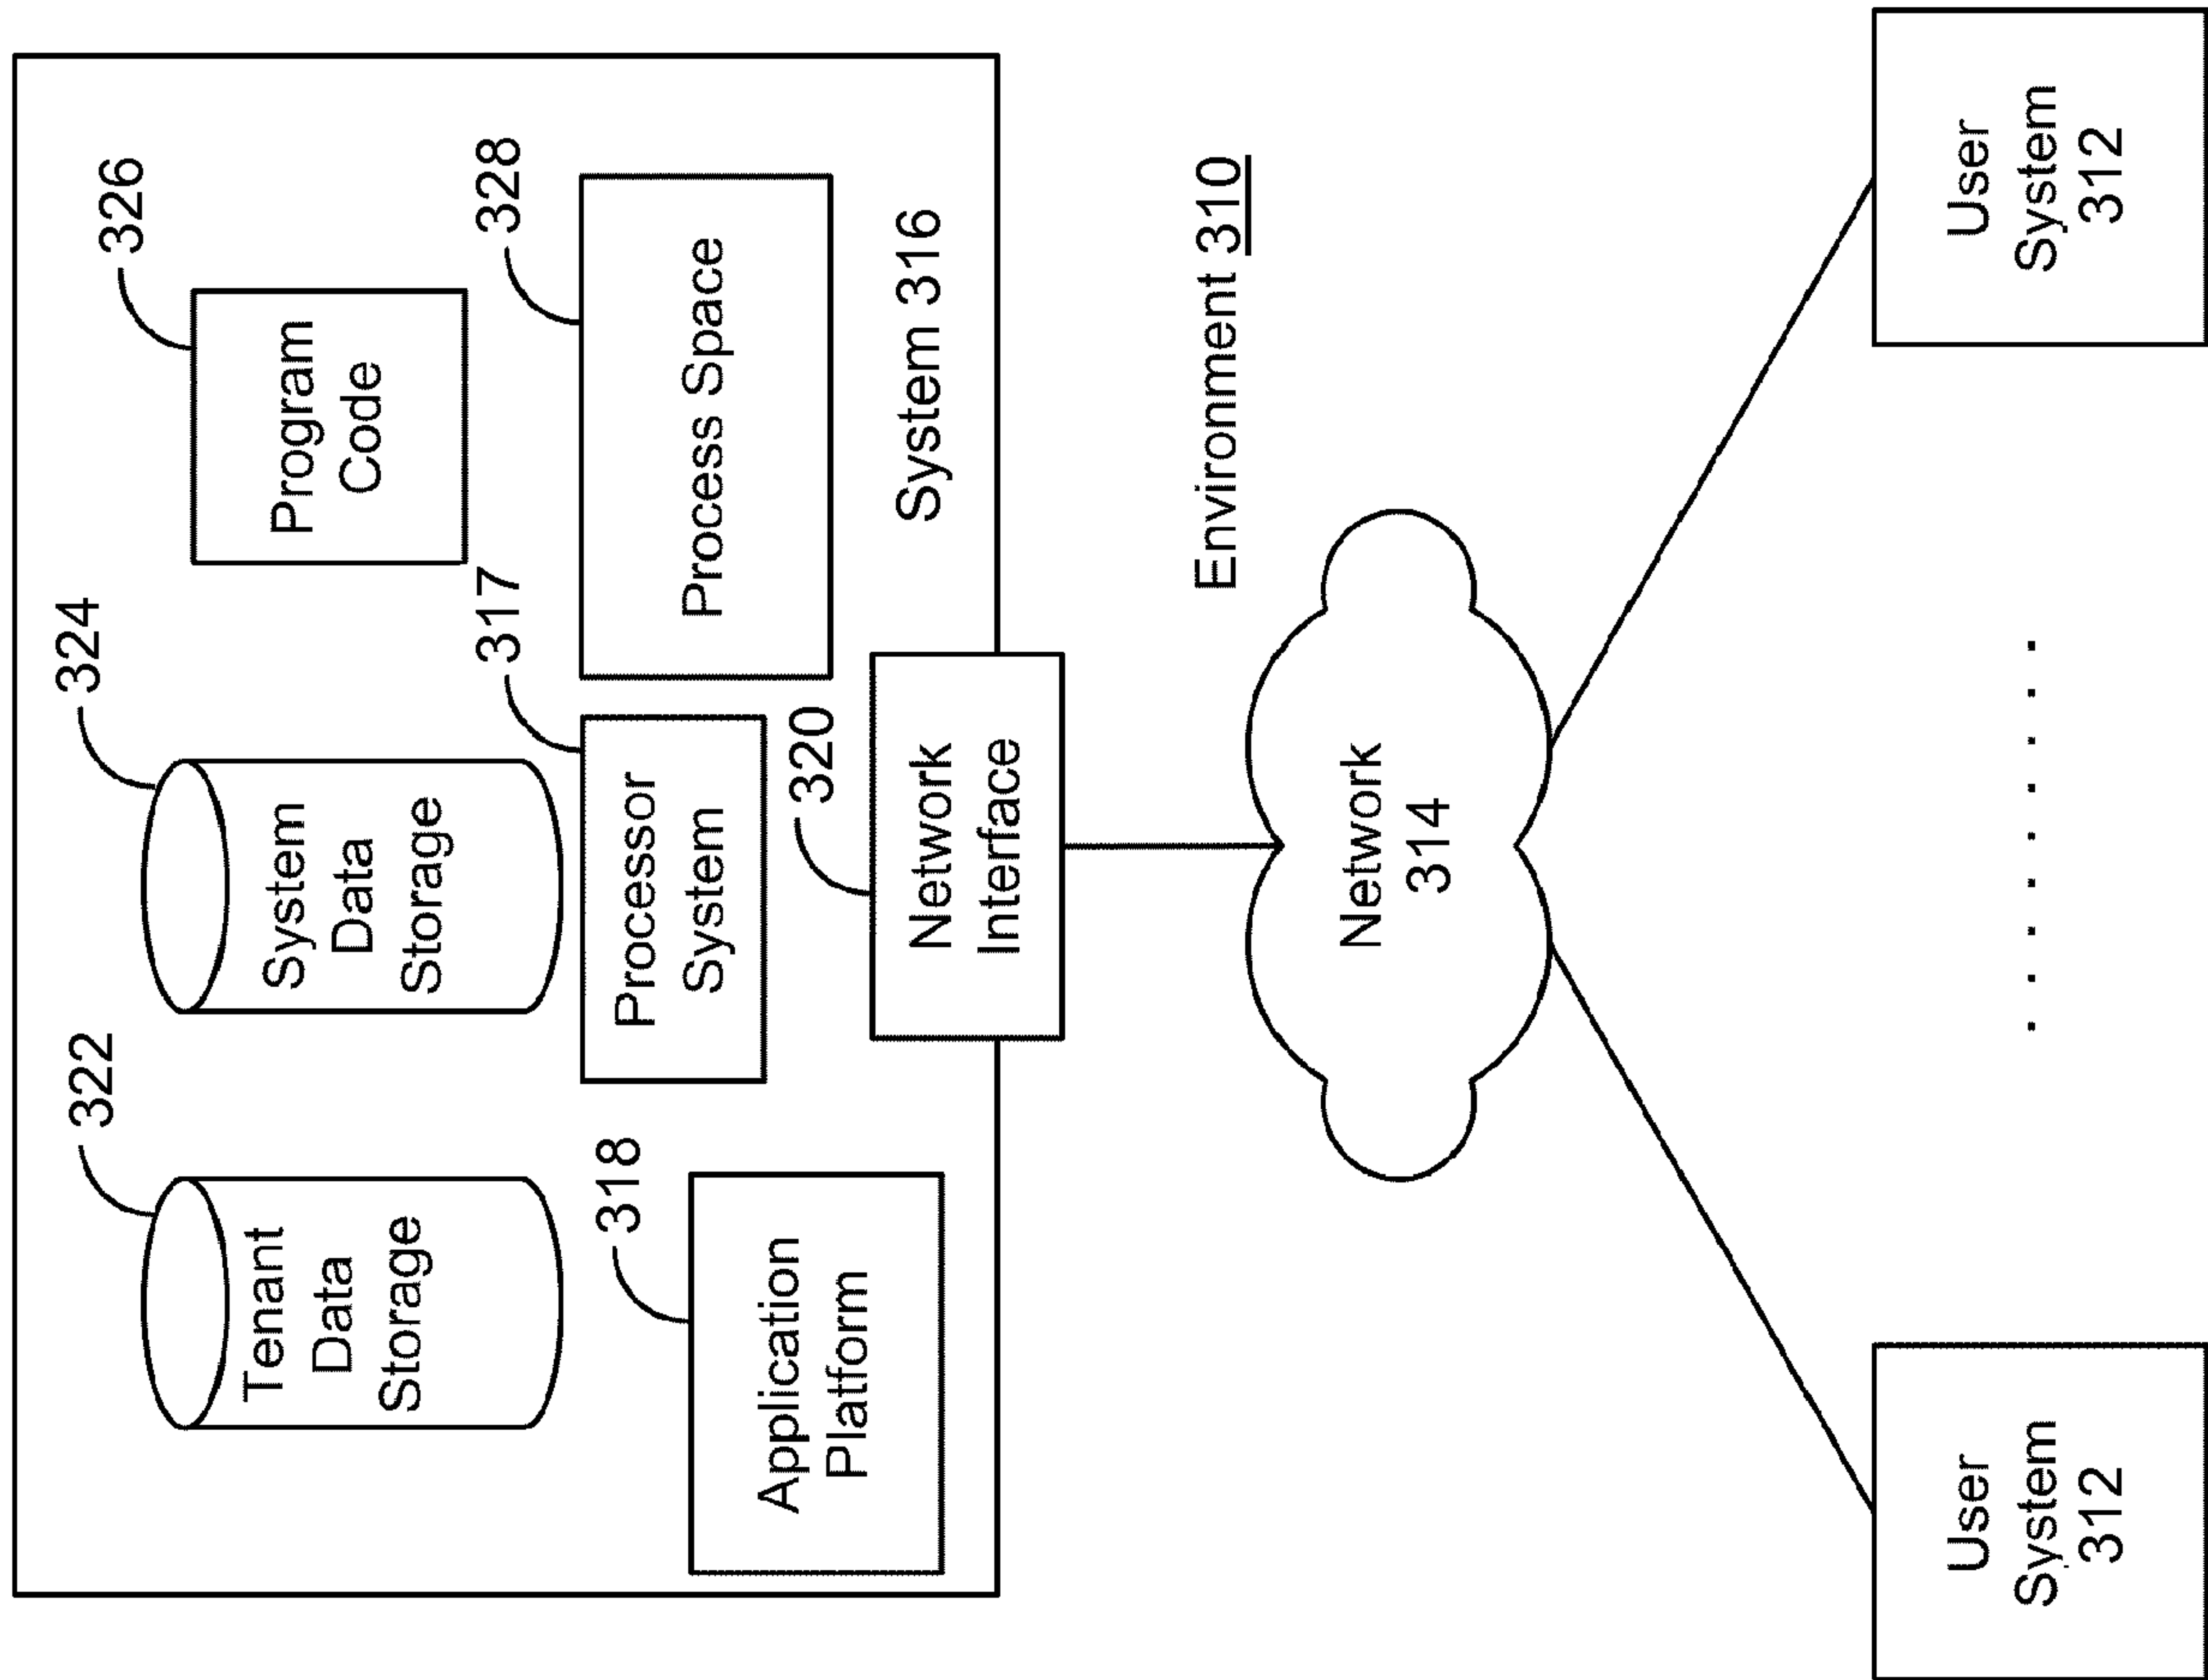 322
324
326
Tenant
Data
Storage
System
Data
Storage
Program
Code
318
317
328
Application
Platform
Processor
System
Process Space
320
Network
Interface
System 316
Environment 310
Network
314
User
System
312
. . . . . . . . .
User
System
312